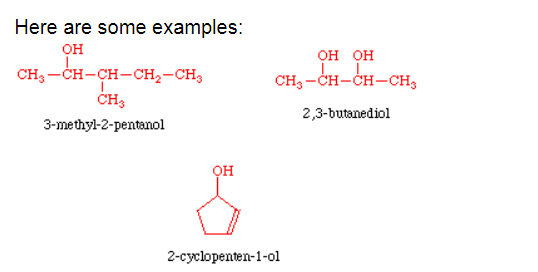 Here are some examples:
OH
CH₃—CH—CH—CH₂—CH₃
CH₃
3-methyl-2-pentanol
OH OH
CH₃—CH—CH—CH₃
2,3-butanediol
OH
2-cyclopenten-1-ol